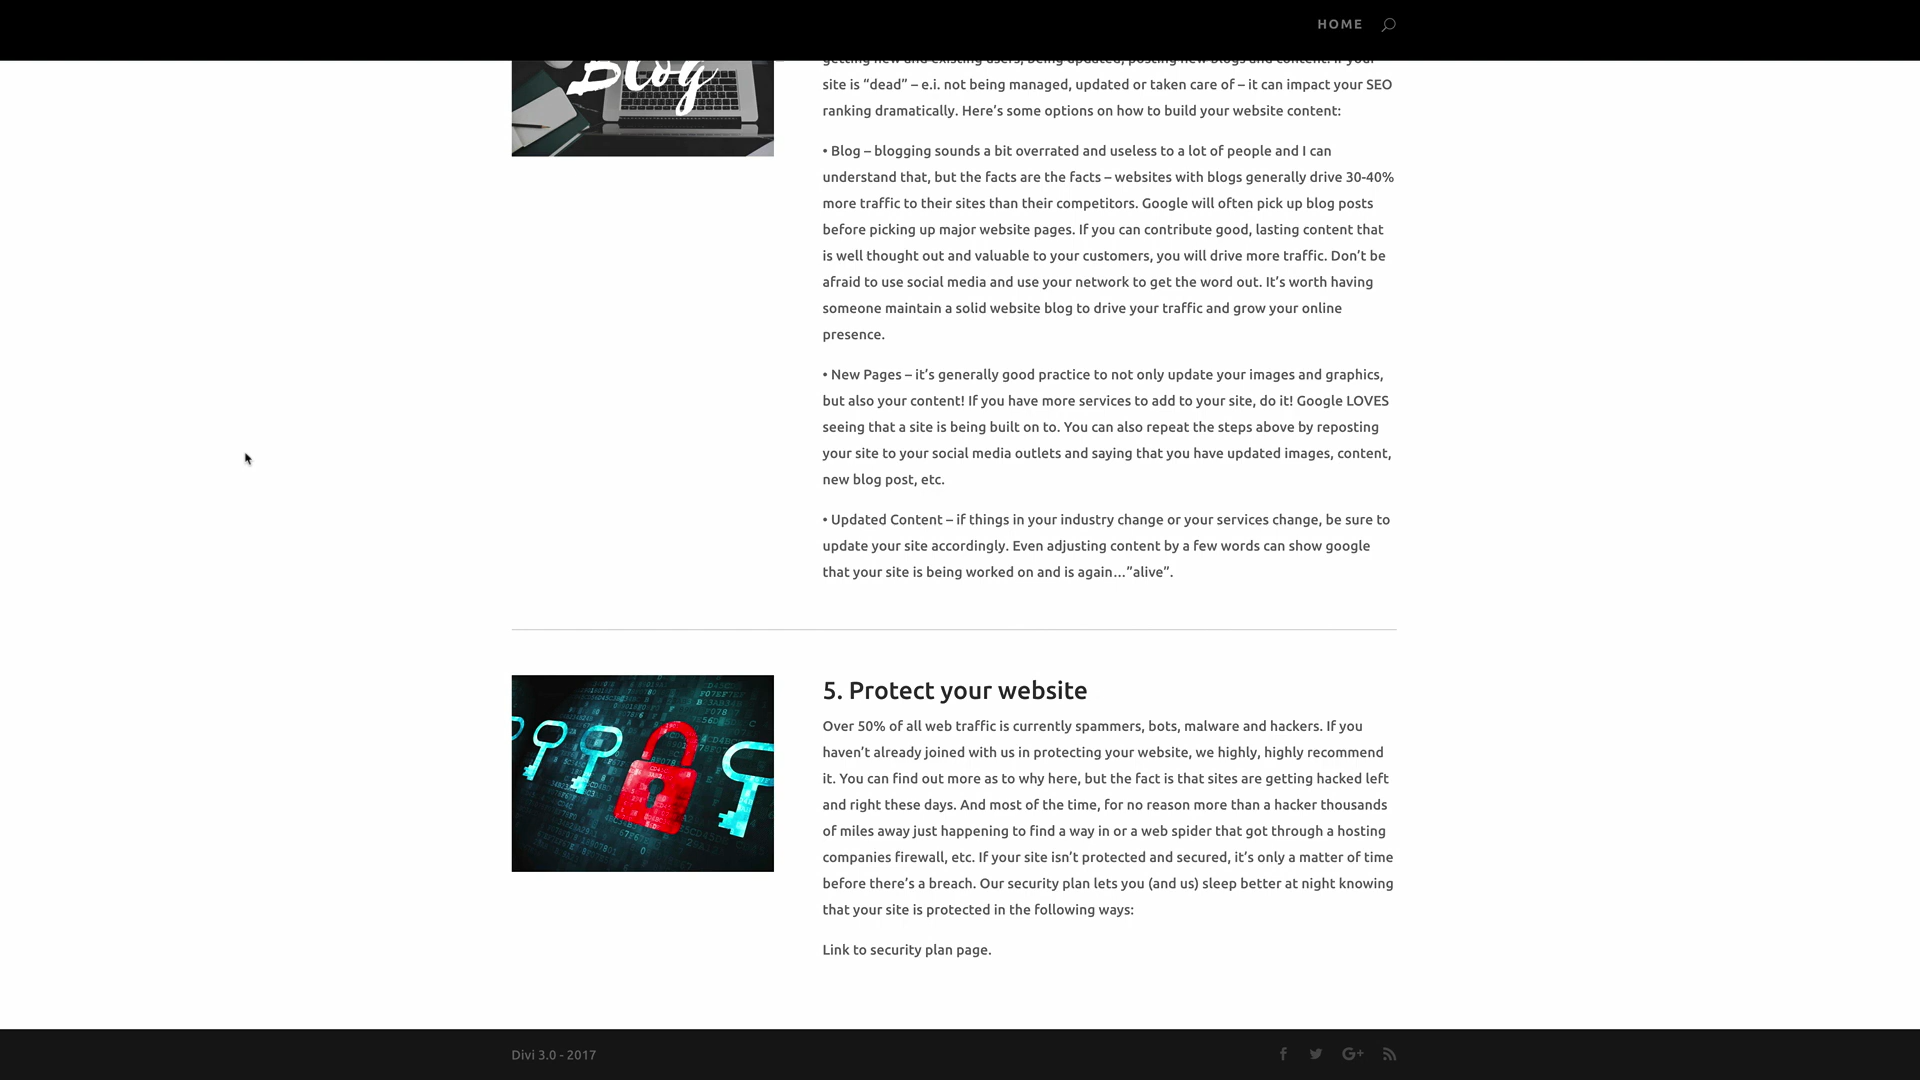 HOME
Blog
getting new and existing users, being updated, posting new blogs and content. If your
site is “dead” – e.i. not being managed, updated or taken care of – it can impact your SEO
ranking dramatically. Here’s some options on how to build your website content:
• Blog – blogging sounds a bit overrated and useless to a lot of people and I can
understand that, but the facts are the facts – websites with blogs generally drive 30-40%
more traffic to their sites than their competitors. Google will often pick up blog posts
before picking up major website pages. If you can contribute good, lasting content that
is well thought out and valuable to your customers, you will drive more traffic. Don’t be
afraid to use social media and use your network to get the word out. It’s worth having
someone maintain a solid website blog to drive your traffic and grow your online
presence.
• New Pages – it’s generally good practice to not only update your images and graphics,
but also your content! If you have more services to add to your site, do it! Google LOVES
seeing that a site is being built on to. You can also repeat the steps above by reposting
your site to your social media outlets and saying that you have updated images, content,
new blog post, etc.
• Updated Content – if things in your industry change or your services change, be sure to
update your site accordingly. Even adjusting content by a few words can show google
that your site is being worked on and is again…”alive”.
5. Protect your website
Over 50% of all web traffic is currently spammers, bots, malware and hackers. If you
haven’t already joined with us in protecting your website, we highly, highly recommend
it. You can find out more as to why here, but the fact is that sites are getting hacked left
and right these days. And most of the time, for no reason more than a hacker thousands
of miles away just happening to find a way in or a web spider that got through a hosting
companies firewall, etc. If your site isn’t protected and secured, it’s only a matter of time
before there’s a breach. Our security plan lets you (and us) sleep better at night knowing
that your site is protected in the following ways:
Link to security plan page.
Divi 3.0 - 2017